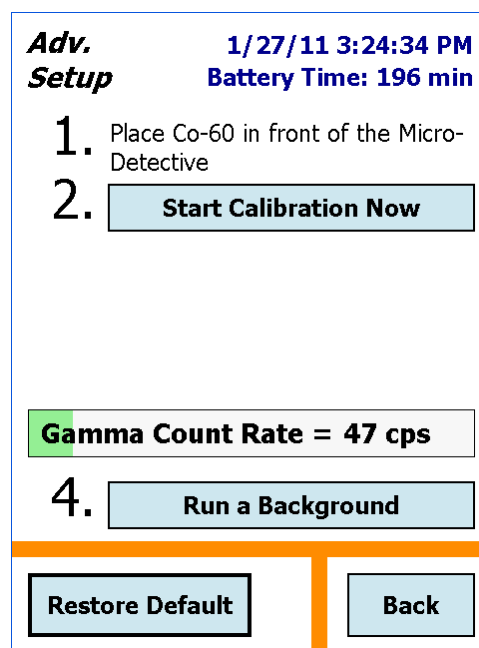 Adv. 1/27/11 3:24:34 PM
Setup Battery Time: 196 min
1. Place Co-60 in front of the Micro-
Detective
2. Start Calibration Now
Gamma Count Rate = 47 cps
4. Run a Background
Restore Default Back